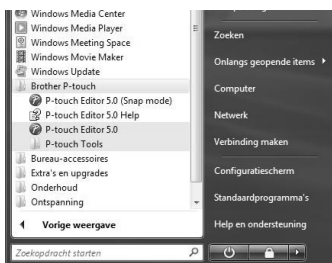 Windows Media Center
Windows Media Player
Windows Meeting Space
Windows Movie Maker
Windows Update
Brother P-touch
P-touch Editor 5.0 (Snap mode)
P-touch Editor 5.0 Help
P-touch Editor 5.0
P-touch Tools
Bureau-accessoires
Extra's en upgrades
Onderhoud
Ontspanning
Vorige weergave
Zoekopdracht starten
Zoeken
Onlangs geopende items
Computer
Netwerk
Verbinding maken
Configuratiescherm
Standaardprogramma's
Help en ondersteuning